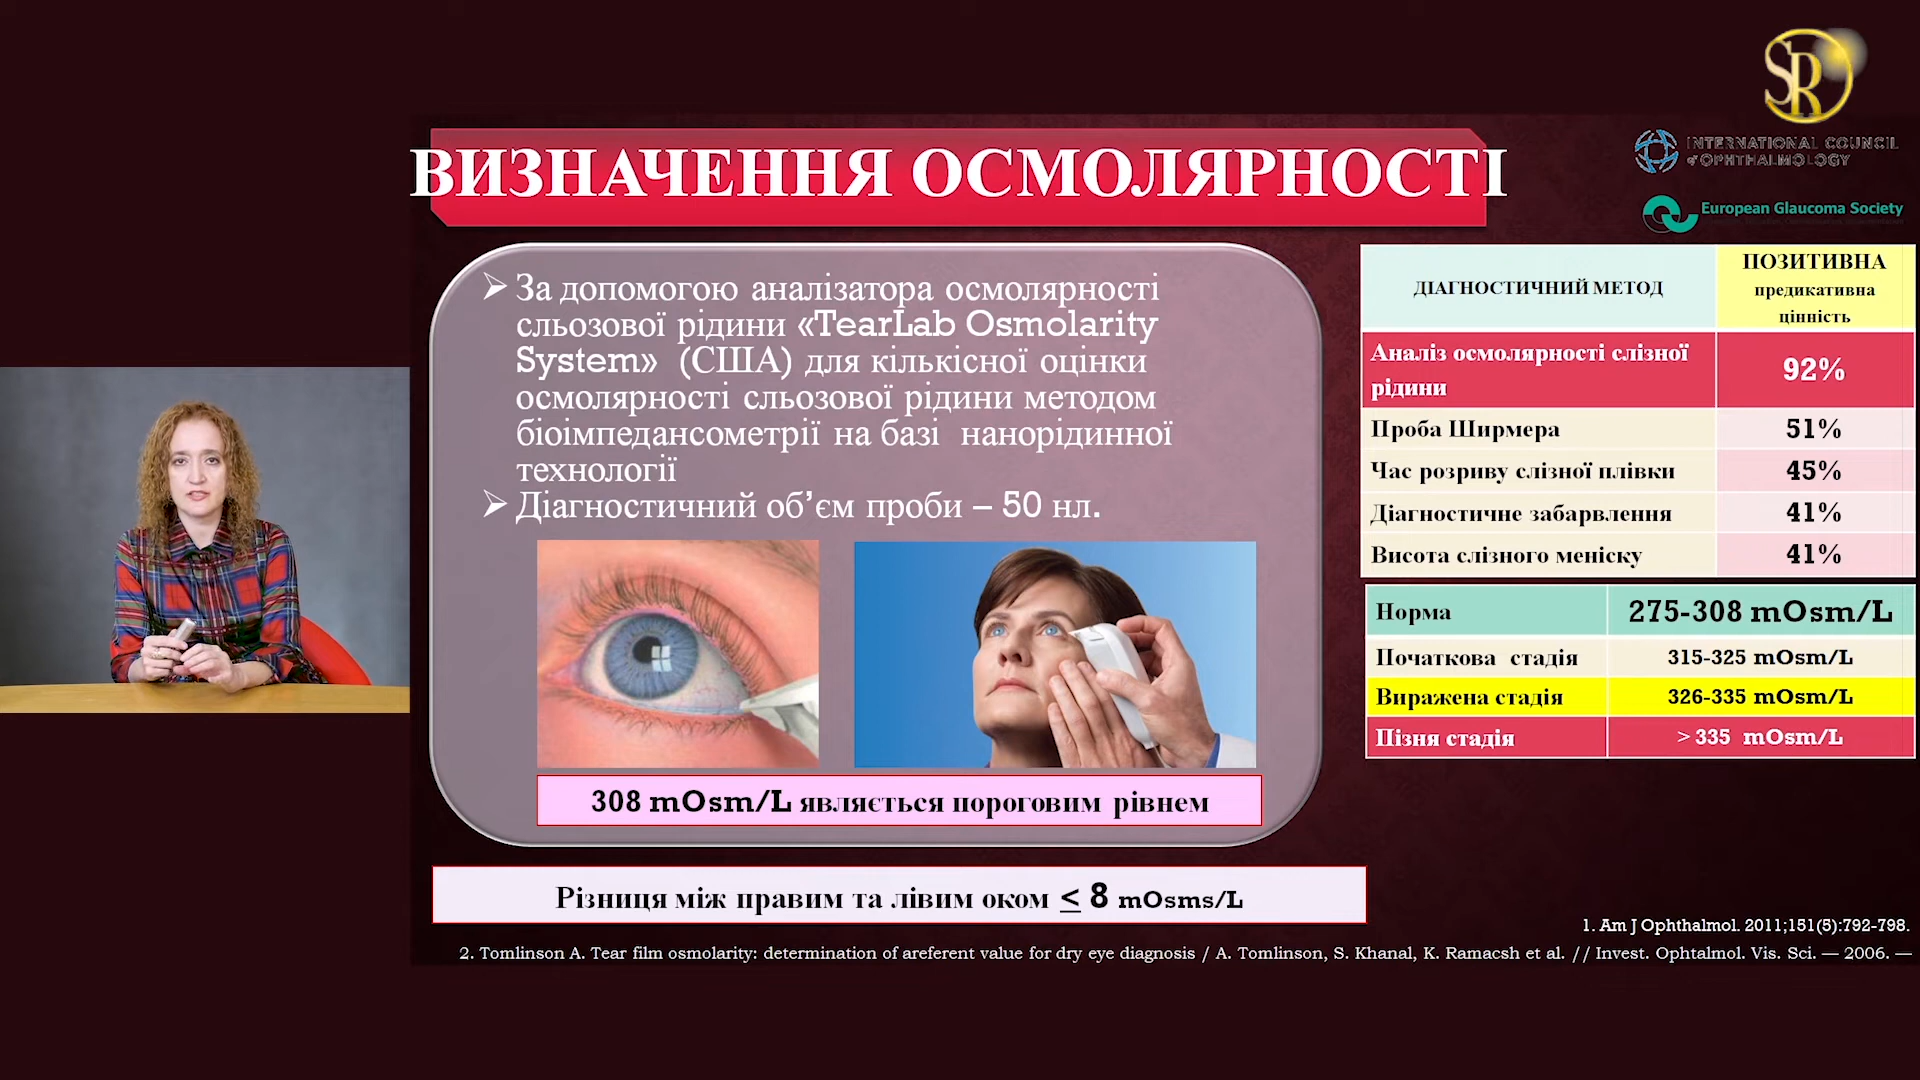 SR
INTERNATIONAL COUNCIL
of OPHTHALMOLOGY
European Glaucoma Society
ВИЗНАЧЕННЯ ОСМОЛЯРНОСТІ
➢ За допомогою аналізатора осмолярності
сльозової рідини «TearLab Osmolarity
System» (США) для кількісної оцінки
осмолярності сльозової рідини методом
біоімпедансометрії на базі нанорідинної
технології
➢ Діагностичний об’єм проби – 50 нл.
308 mOsm/L являється пороговим рівнем
Різниця між правим та лівим оком ≤ 8 mOsms/L
ДІАГНОСТИЧНИЙ МЕТОД
ПОЗИТИВНА
предикативна
цінність
Аналіз осмолярності слізної
рідини
92%
Проба Ширмера 51%
Час розриву слізної плівки 45%
Діагностичне забарвлення 41%
Висота слізного меніску 41%
Норма 275-308 mOsm/L
Початкова стадія 315-325 mOsm/L
Виражена стадія 326-335 mOsm/L
Пізня стадія > 335 mOsm/L
1. Am J Ophthalmol. 2011;151(5):792-798.
2. Tomlinson A. Tear film osmolarity: determination of areferent value for dry eye diagnosis / A. Tomlinson, S. Khanal, K. Ramacsh et al. // Invest. Ophtalmol. Vis. Sci. — 2006. —